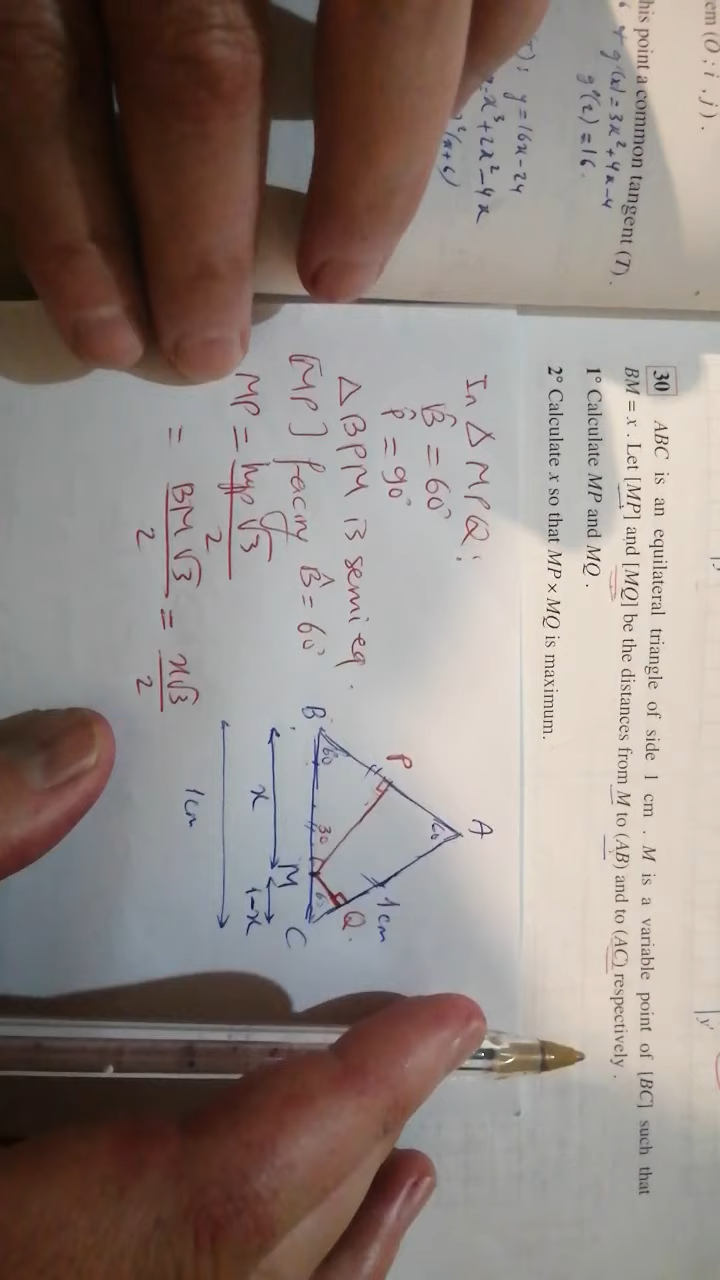 em (O ; i , j ) .
his point a common tangent (T).
g'(x) = 3x² + 4x - 4
g'(2) = 16.
y = 16x - 24
x³ + 2x² - 4x
30 ABC is an equilateral triangle of side 1 cm . M is a variable point of [BC] such that
BM = x . Let [MP] and [MQ] be the distances from M to (AB) and to (AC) respectively .
1° Calculate MP and MQ .
2° Calculate x so that MP × MQ is maximum.
In △ MPQ:
B̂ = 60°
P̂ = 90°
△ BPM is semi eq.
[MP] facing B̂ = 60°
MP = hyp √3 / 2
= BM √3 / 2 = x√3 / 2
A
60
P
1cm
Q.
B
60
30
M
C
x
1-x
1cm
y'